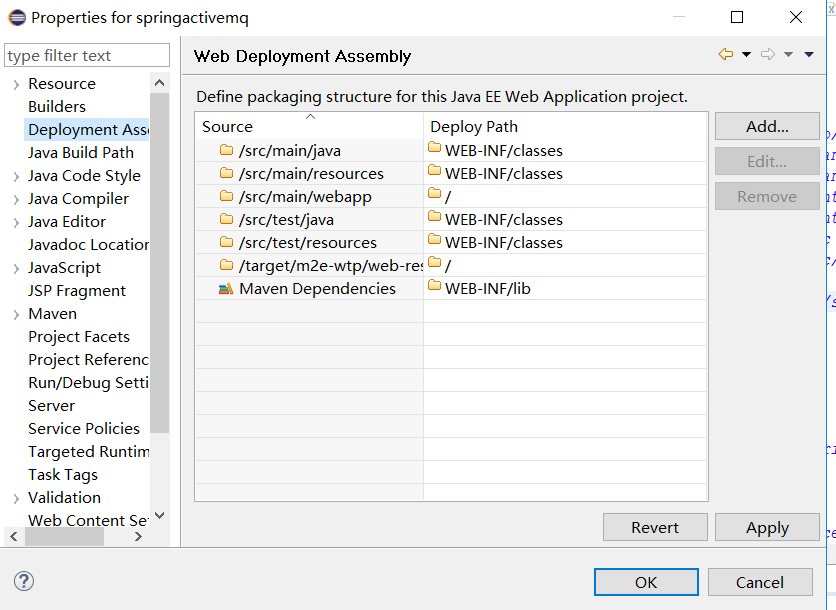 Properties for springactivemq
type filter text
Web Deployment Assembly
Resource
Builders
Deployment Asse
Java Build Path
Java Code Style
Java Compiler
Java Editor
Javadoc Location
JavaScript
JSP Fragment
Maven
Project Facets
Project Referenc
Run/Debug Setti
Server
Service Policies
Targeted Runtim
Task Tags
Validation
Web Content Set
Define packaging structure for this Java EE Web Application project.
Source Deploy Path
/src/main/java WEB-INF/classes
/src/main/resources WEB-INF/classes
/src/main/webapp /
/src/test/java WEB-INF/classes
/src/test/resources WEB-INF/classes
/target/m2e-wtp/web-res /
Maven Dependencies WEB-INF/lib
Add...
Edit...
Remove
Revert Apply
OK Cancel